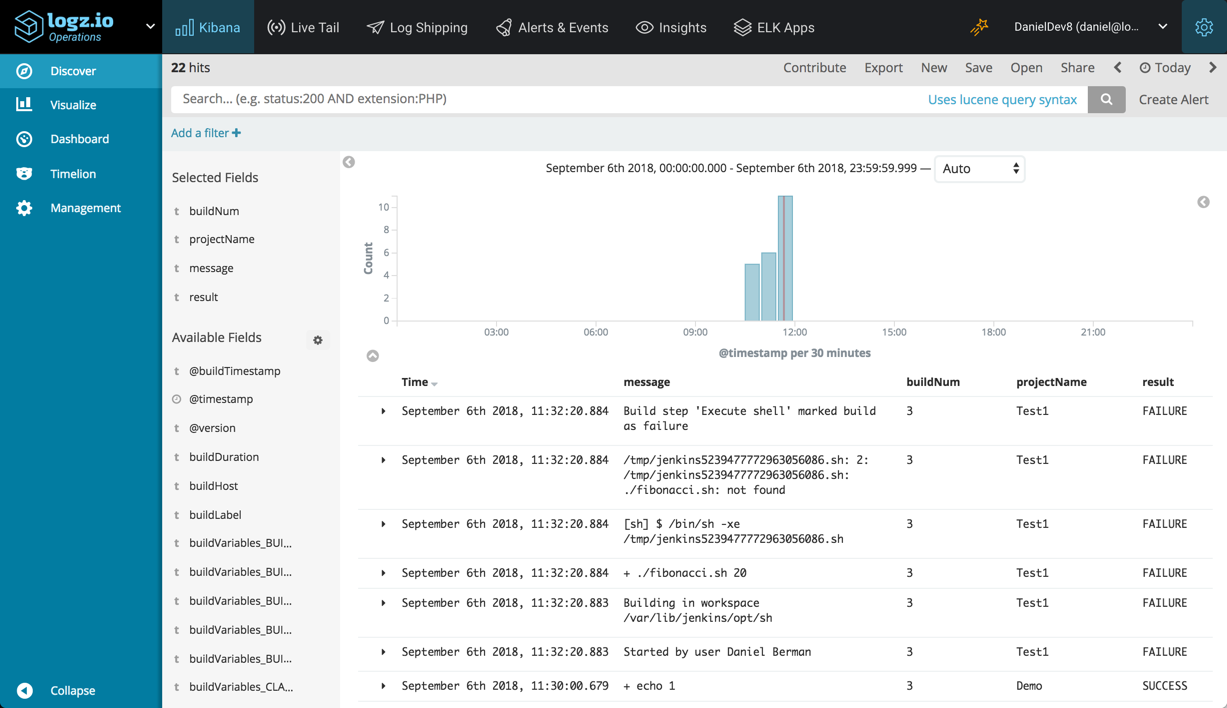 logz.io
Operations
Kibana
Live Tail
Log Shipping
Alerts & Events
Insights
ELK Apps
DanielDev8 (daniel@lo...
Discover
Visualize
Dashboard
Timelion
Management
Collapse
22 hits
Contribute
Export
New
Save
Open
Share
Today
Search... (e.g. status:200 AND extension:PHP)
Uses lucene query syntax
Create Alert
Add a filter +
Selected Fields
t buildNum
t projectName
t message
t result
Available Fields
t @buildTimestamp
@timestamp
t @version
t buildDuration
t buildHost
t buildLabel
t buildVariables_BUI...
t buildVariables_BUI...
t buildVariables_BUI...
t buildVariables_BUI...
t buildVariables_BUI...
t buildVariables_CLA...
September 6th 2018, 00:00:00.000 - September 6th 2018, 23:59:59.999 —
Auto
Count
10
8
6
4
2
0
03:00 06:00 09:00 12:00 15:00 18:00 21:00
@timestamp per 30 minutes
Time message buildNum projectName result
September 6th 2018, 11:32:20.884 Build step 'Execute shell' marked build 3 Test1 FAILURE
as failure
September 6th 2018, 11:32:20.884 /tmp/jenkins5239477772963056086.sh: 2: 3 Test1 FAILURE
/tmp/jenkins5239477772963056086.sh:
./fibonacci.sh: not found
September 6th 2018, 11:32:20.884 [sh] $ /bin/sh -xe 3 Test1 FAILURE
/tmp/jenkins5239477772963056086.sh
September 6th 2018, 11:32:20.884 + ./fibonacci.sh 20 3 Test1 FAILURE
September 6th 2018, 11:32:20.883 Building in workspace 3 Test1 FAILURE
/var/lib/jenkins/opt/sh
September 6th 2018, 11:32:20.883 Started by user Daniel Berman 3 Test1 FAILURE
September 6th 2018, 11:30:00.679 + echo 1 3 Demo SUCCESS